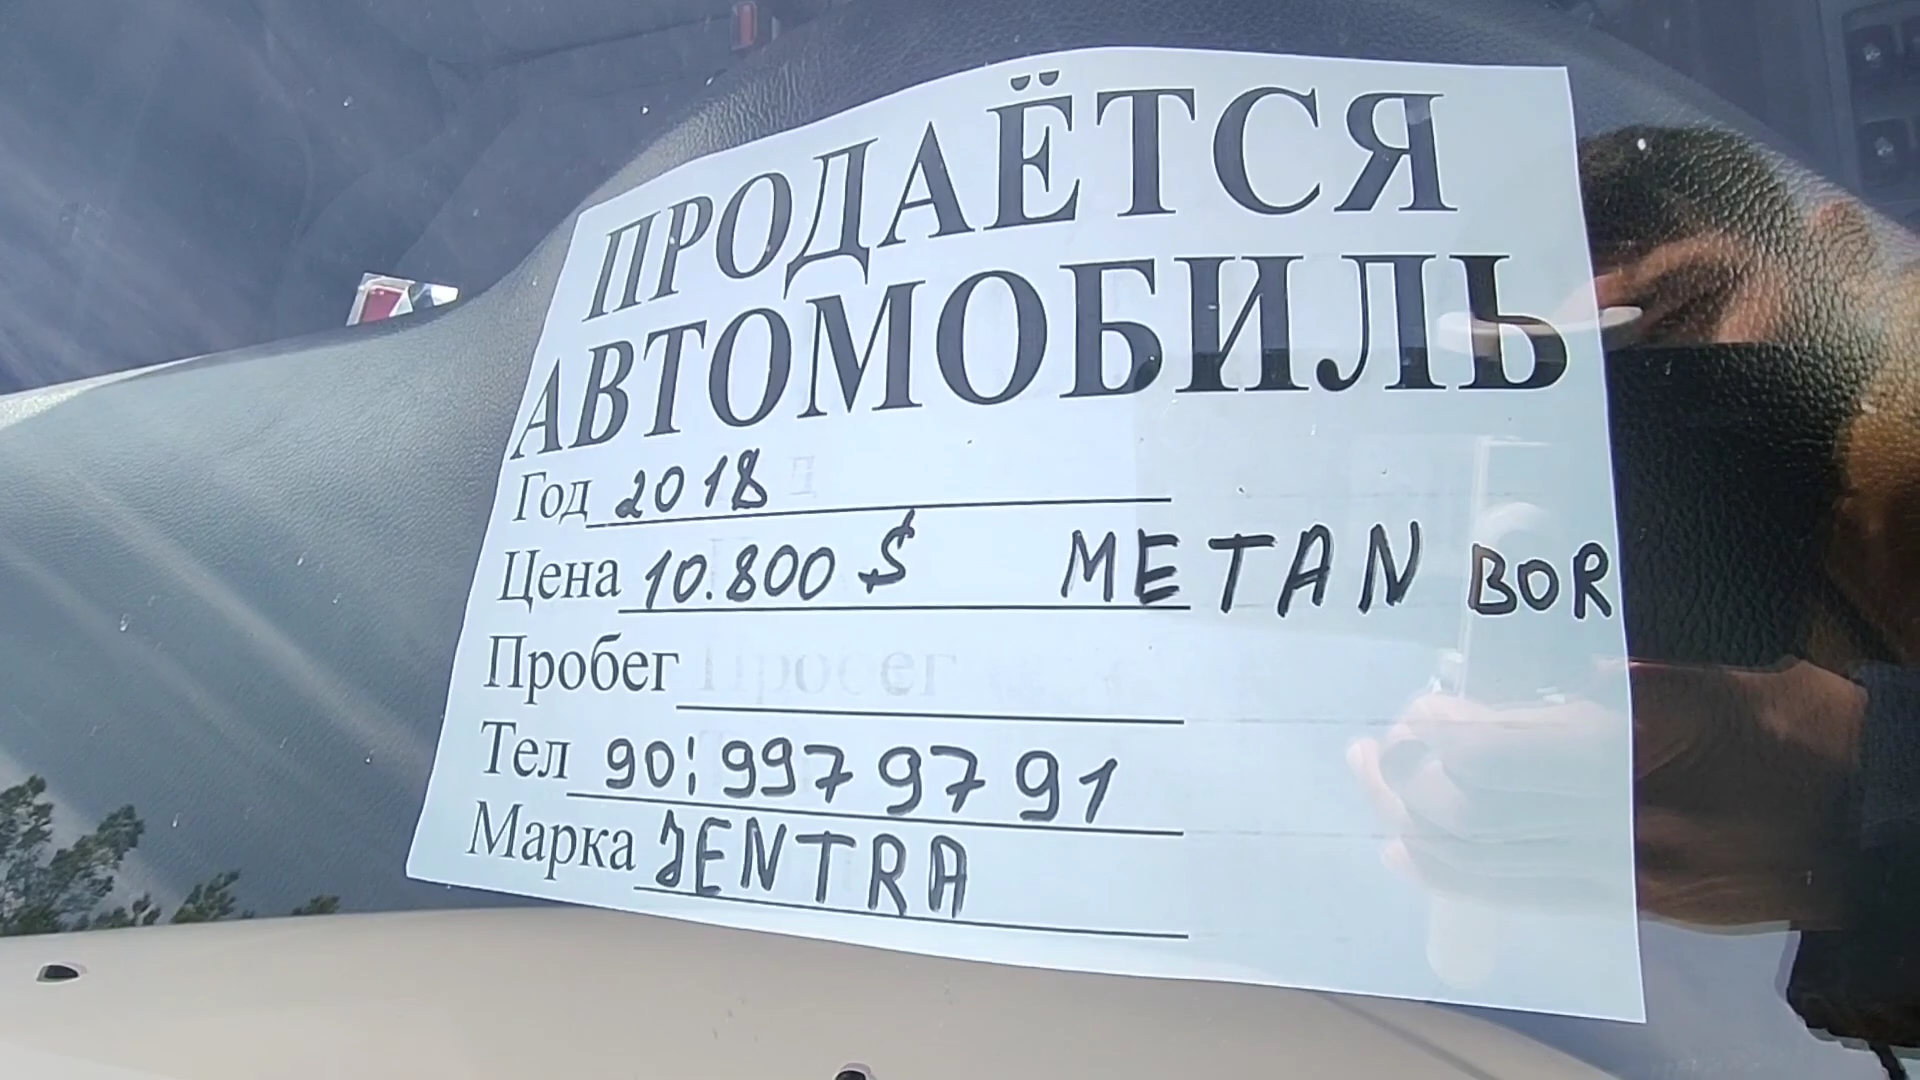 ПРОДАЁТСЯ
АВТОМОБИЛЬ
Год 2018
Цена 10.800 $ METAN BOR
Пробег
Тел 90: 997 97 91
Марка JENTRA